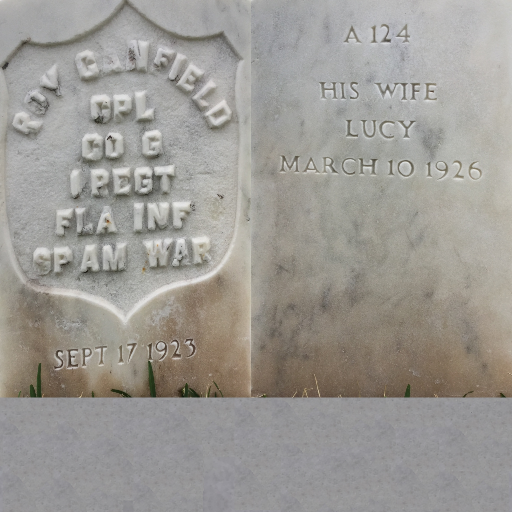 ROY CANFIELD
CPL
CO G
1 REGT
FLA INF
SP AM WAR
SEPT 17 1923
A 124
HIS WIFE
LUCY
MARCH 10 1926